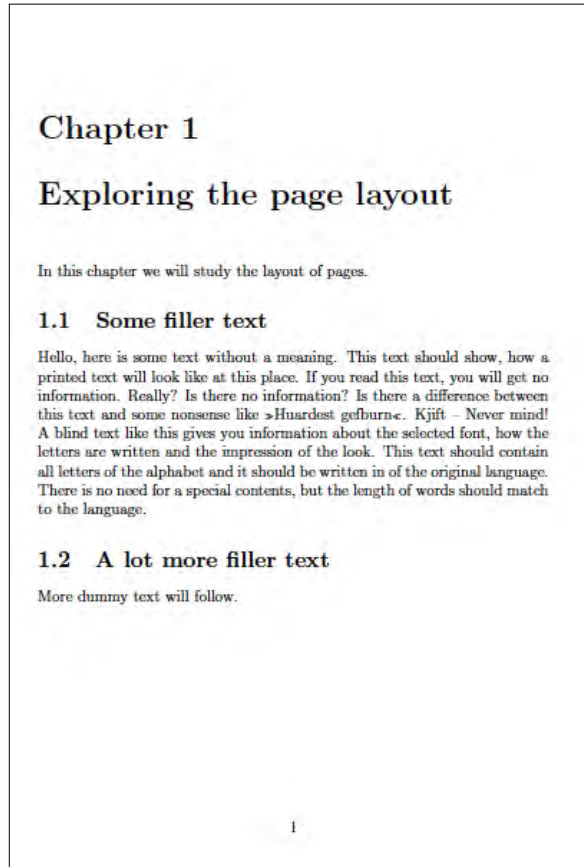 Chapter 1
Exploring the page layout
In this chapter we will study the layout of pages.
1.1 Some filler text
Hello, here is some text without a meaning. This text should show, how a
printed text will look like at this place. If you read this text, you will get no
information. Really? Is there no information? Is there a difference between
this text and some nonsense like »Huardest gefburn«. Kjift – Never mind!
A blind text like this gives you information about the selected font, how the
letters are written and the impression of the look. This text should contain
all letters of the alphabet and it should be written in of the original language.
There is no need for a special contents, but the length of words should match
to the language.
1.2 A lot more filler text
More dummy text will follow.
1